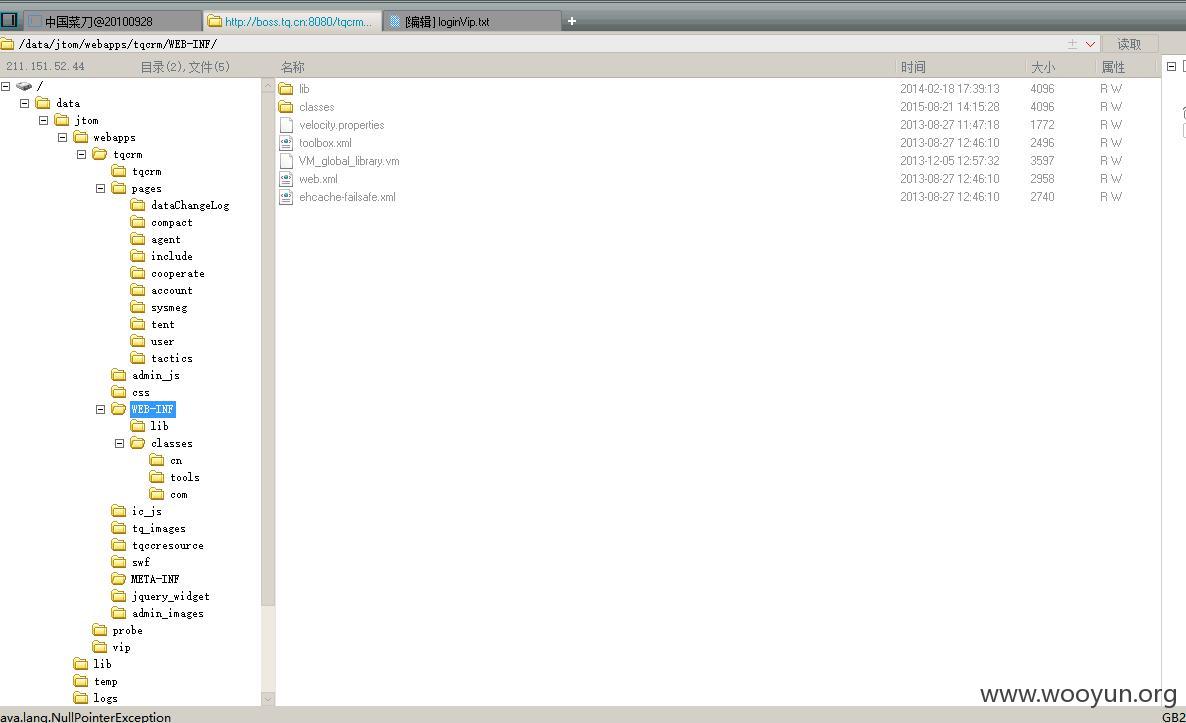 中国菜刀@20100928 http://boss.tq.cn:8080/tqcrm... [编辑] loginVip.txt +
/data/jtom/webapps/tqcrm/WEB-INF/ 读取
211.151.52.44 目录(2),文件(5) 名称 时间 大小 属性
/
data
jtom
webapps
tqcrm
tqcrm
pages
dataChangeLog
compact
agent
include
cooperate
account
sysmeg
tent
user
tactics
admin_js
css
WEB-INF
lib
classes
cn
tools
com
ic_js
tq_images
tqccresource
swf
META-INF
jquery_widget
admin_images
probe
vip
lib
temp
logs
lib 2014-02-18 17:39:13 4096 R W
classes 2015-08-21 14:15:28 4096 R W
velocity.properties 2013-08-27 11:47:18 1772 R W
toolbox.xml 2013-08-27 12:46:10 2496 R W
VM_global_library.vm 2013-12-05 12:57:32 3597 R W
web.xml 2013-08-27 12:46:10 2958 R W
ehcache-failsafe.xml 2013-08-27 12:46:10 2740 R W
www.wooyun.org
ava.lang.NullPointerException GB2